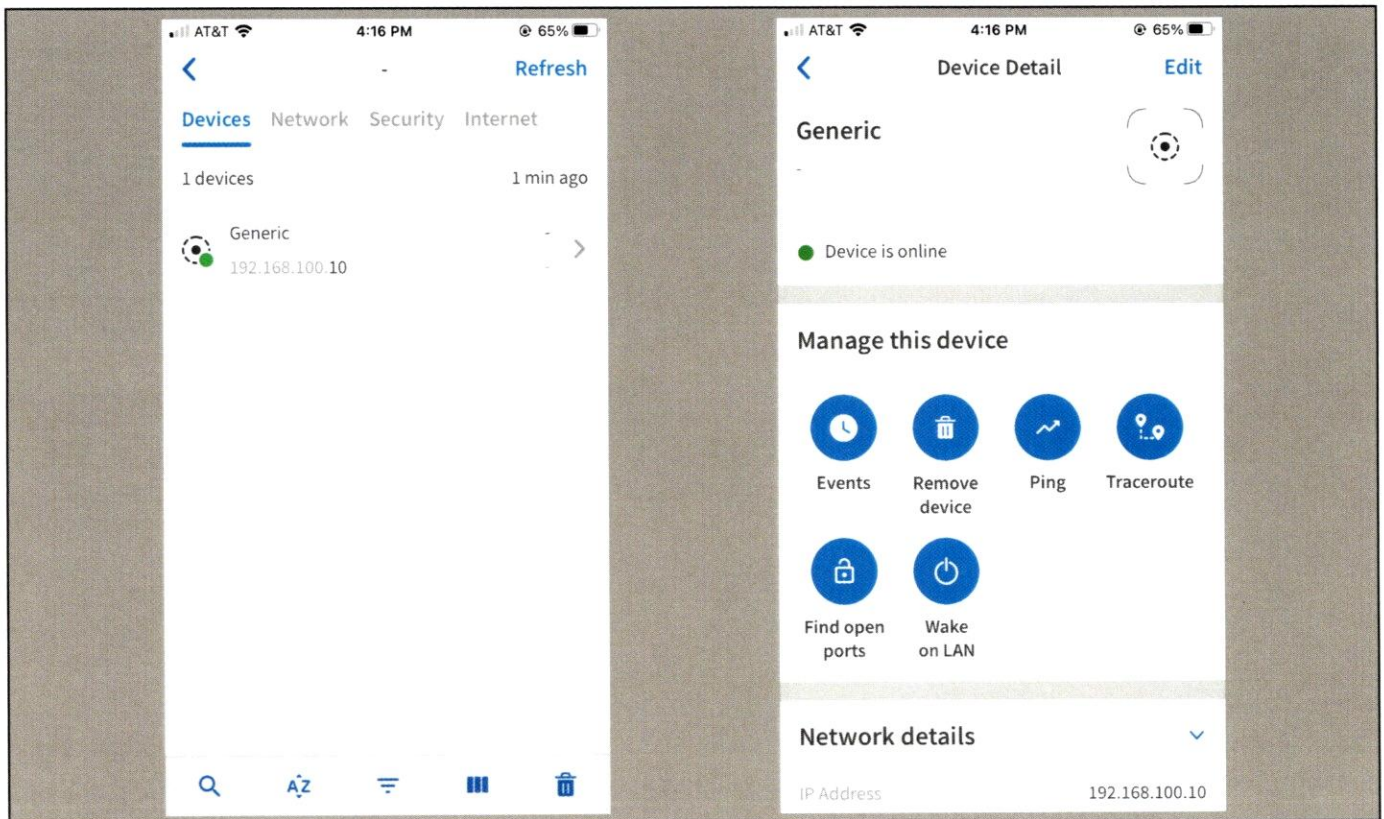 AT&T 4:16 PM 65%
- Refresh
Devices Network Security Internet
1 devices 1 min ago
Generic -
192.168.100.10 -
AT&T 4:16 PM 65%
Device Detail Edit
Generic
-
Device is online
Manage this device
Events Remove device Ping Traceroute
Find open ports Wake on LAN
Network details
IP Address 192.168.100.10